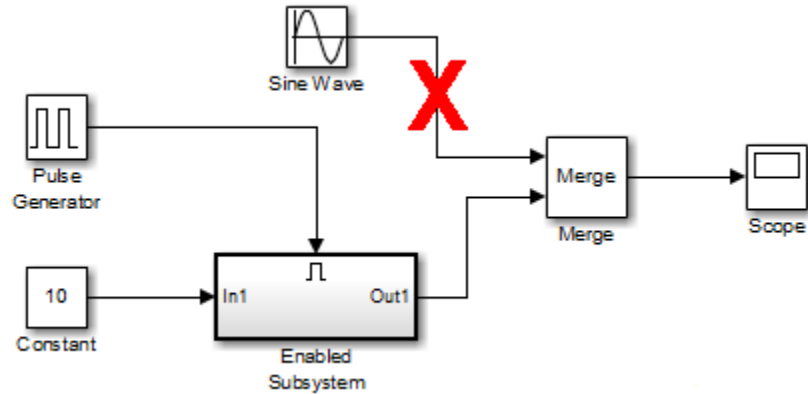 Sine Wave
X
Pulse
Generator
Merge
Merge
Scope
10
Constant
In1
Out1
Enabled
Subsystem